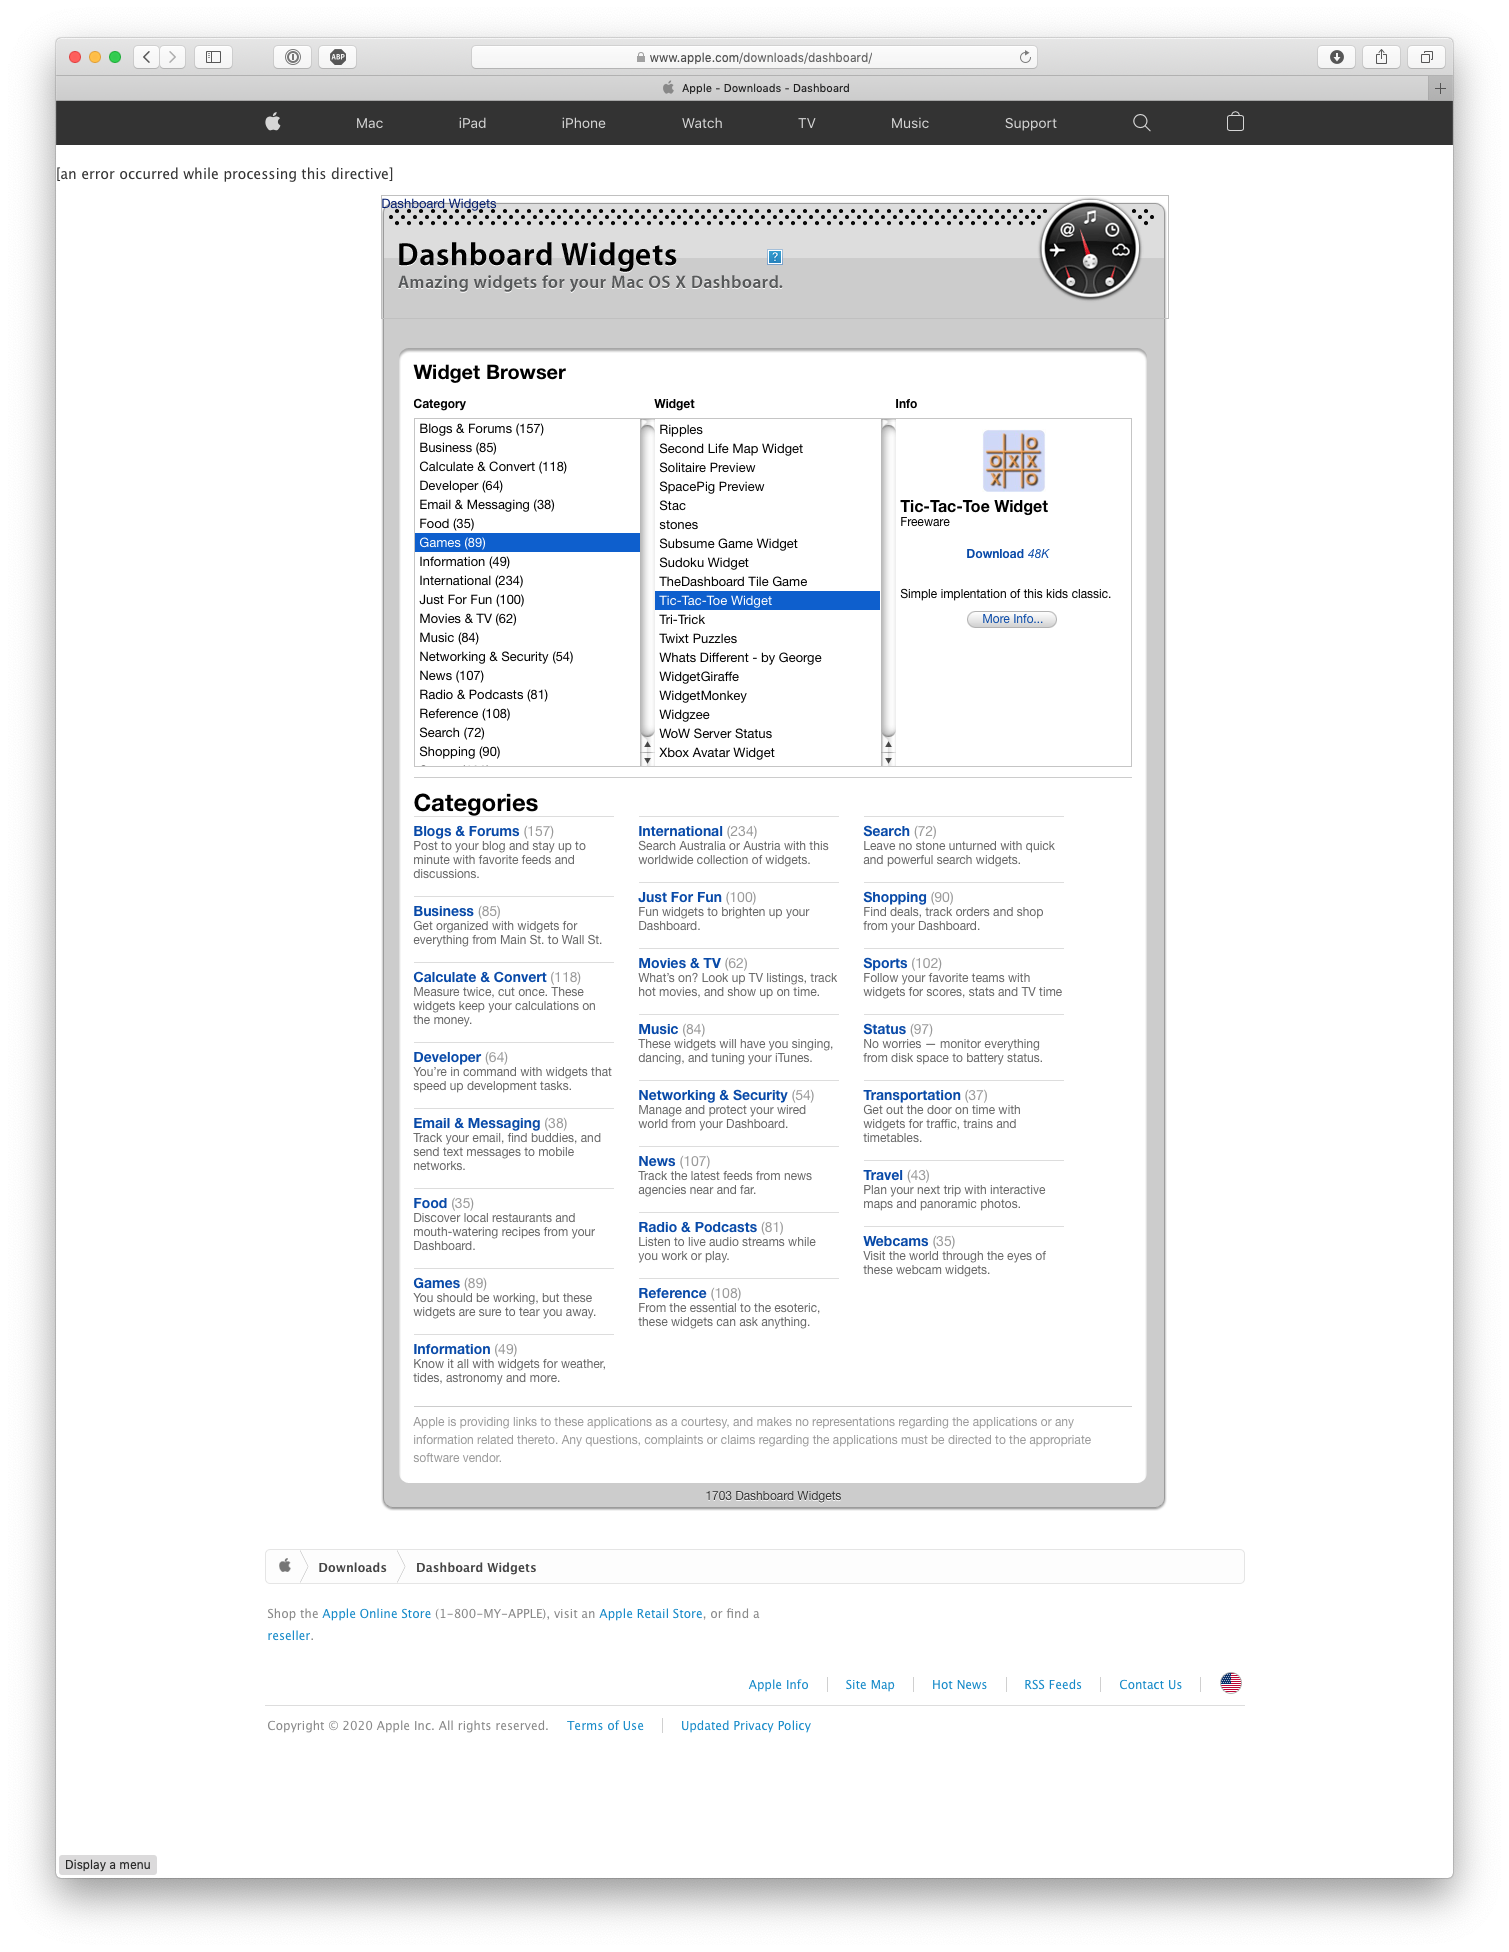 ABP
www.apple.com/downloads/dashboard/
Apple - Downloads - Dashboard
Mac
iPad
iPhone
Watch
TV
Music
Support
[an error occurred while processing this directive]
Dashboard Widgets
Dashboard Widgets
?
Amazing widgets for your Mac OS X Dashboard.
@
Widget Browser
Category
Blogs & Forums (157)
Business (85)
Calculate & Convert (118)
Developer (64)
Email & Messaging (38)
Food (35)
Games (89)
Information (49)
International (234)
Just For Fun (100)
Movies & TV (62)
Music (84)
Networking & Security (54)
News (107)
Radio & Podcasts (81)
Reference (108)
Search (72)
Shopping (90)
Widget
Ripples
Second Life Map Widget
Solitaire Preview
SpacePig Preview
Stac
stones
Subsume Game Widget
Sudoku Widget
TheDashboard Tile Game
Tic-Tac-Toe Widget
Tri-Trick
Twixt Puzzles
Whats Different - by George
WidgetGiraffe
WidgetMonkey
Widgzee
WoW Server Status
Xbox Avatar Widget
Info
O
OXX
X O
Tic-Tac-Toe Widget
Freeware
Download 48K
Simple implentation of this kids classic.
More Info...
Categories
Blogs & Forums (157)
Post to your blog and stay up to
minute with favorite feeds and
discussions.
Business (85)
Get organized with widgets for
everything from Main St. to Wall St.
Calculate & Convert (118)
Measure twice, cut once. These
widgets keep your calculations on
the money.
Developer (64)
You're in command with widgets that
speed up development tasks.
Email & Messaging (38)
Track your email, find buddies, and
send text messages to mobile
networks.
Food (35)
Discover local restaurants and
mouth-watering recipes from your
Dashboard.
Games (89)
You should be working, but these
widgets are sure to tear you away.
Information (49)
Know it all with widgets for weather,
tides, astronomy and more.
International (234)
Search Australia or Austria with this
worldwide collection of widgets.
Just For Fun (100)
Fun widgets to brighten up your
Dashboard.
Movies & TV (62)
What's on? Look up TV listings, track
hot movies, and show up on time.
Music (84)
These widgets will have you singing,
dancing, and tuning your iTunes.
Networking & Security (54)
Manage and protect your wired
world from your Dashboard.
News (107)
Track the latest feeds from news
agencies near and far.
Radio & Podcasts (81)
Listen to live audio streams while
you work or play.
Reference (108)
From the essential to the esoteric,
these widgets can ask anything.
Search (72)
Leave no stone unturned with quick
and powerful search widgets.
Shopping (90)
Find deals, track orders and shop
from your Dashboard.
Sports (102)
Follow your favorite teams with
widgets for scores, stats and TV time
Status (97)
No worries — monitor everything
from disk space to battery status.
Transportation (37)
Get out the door on time with
widgets for traffic, trains and
timetables.
Travel (43)
Plan your next trip with interactive
maps and panoramic photos.
Webcams (35)
Visit the world through the eyes of
these webcam widgets.
Apple is providing links to these applications as a courtesy, and makes no representations regarding the applications or any
information related thereto. Any questions, complaints or claims regarding the applications must be directed to the appropriate
software vendor.
1703 Dashboard Widgets
Downloads
Dashboard Widgets
Shop the Apple Online Store (1-800-MY-APPLE), visit an Apple Retail Store, or find a
reseller.
Apple Info
Site Map
Hot News
RSS Feeds
Contact Us
Copyright © 2020 Apple Inc. All rights reserved.
Terms of Use
Updated Privacy Policy
Display a menu